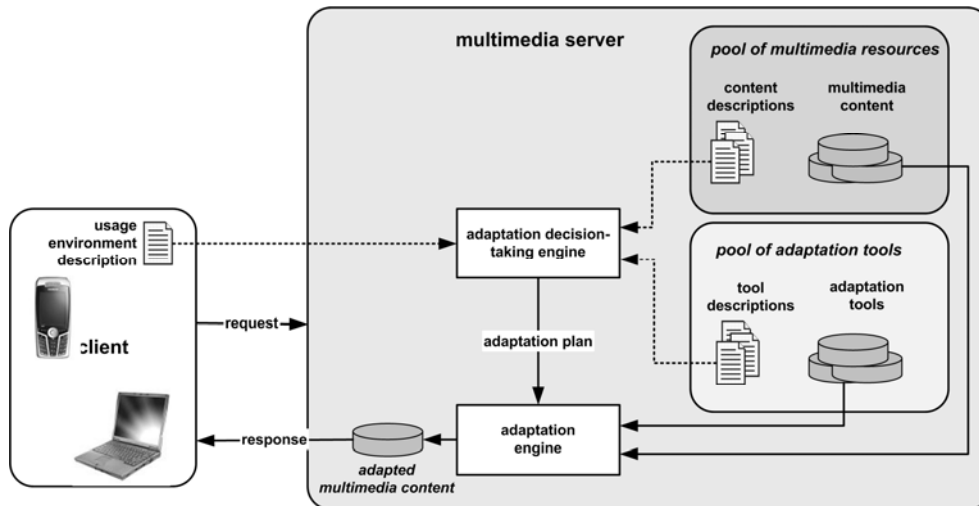 multimedia server
pool of multimedia resources
content
descriptions
multimedia
content
usage
environment
description
adaptation decision-
taking engine
pool of adaptation tools
tool
descriptions
adaptation
tools
request
adaptation plan
client
response
adaptation
engine
adapted
multimedia content